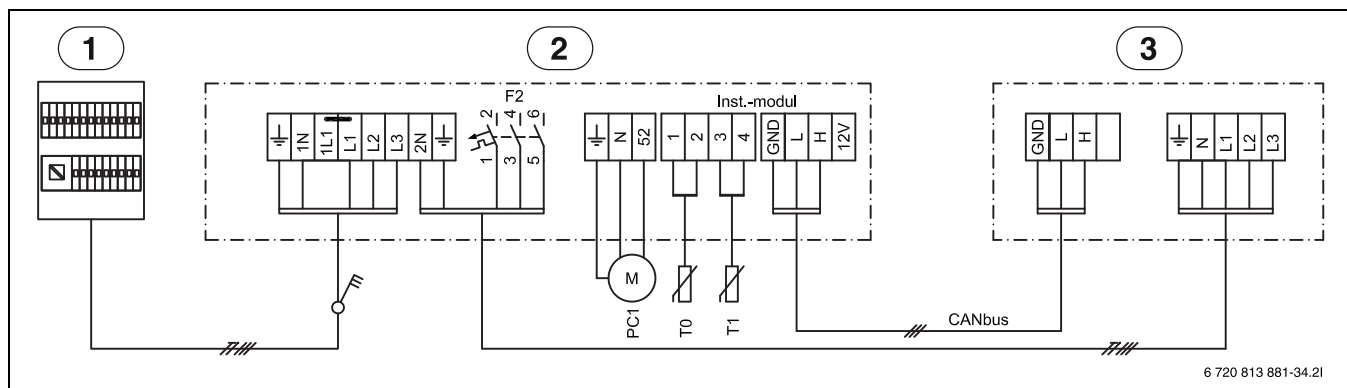 1 2 3
F2
Inst.-modul
2 4 6
1N 1L1 L1 L2 L3 2N
1 3 5
N 52
1 2 3 4
GND L H 12V
GND L H
N L1 L2 L3
M
PC1 T0 T1
CANbus
6 720 813 881-34.2I